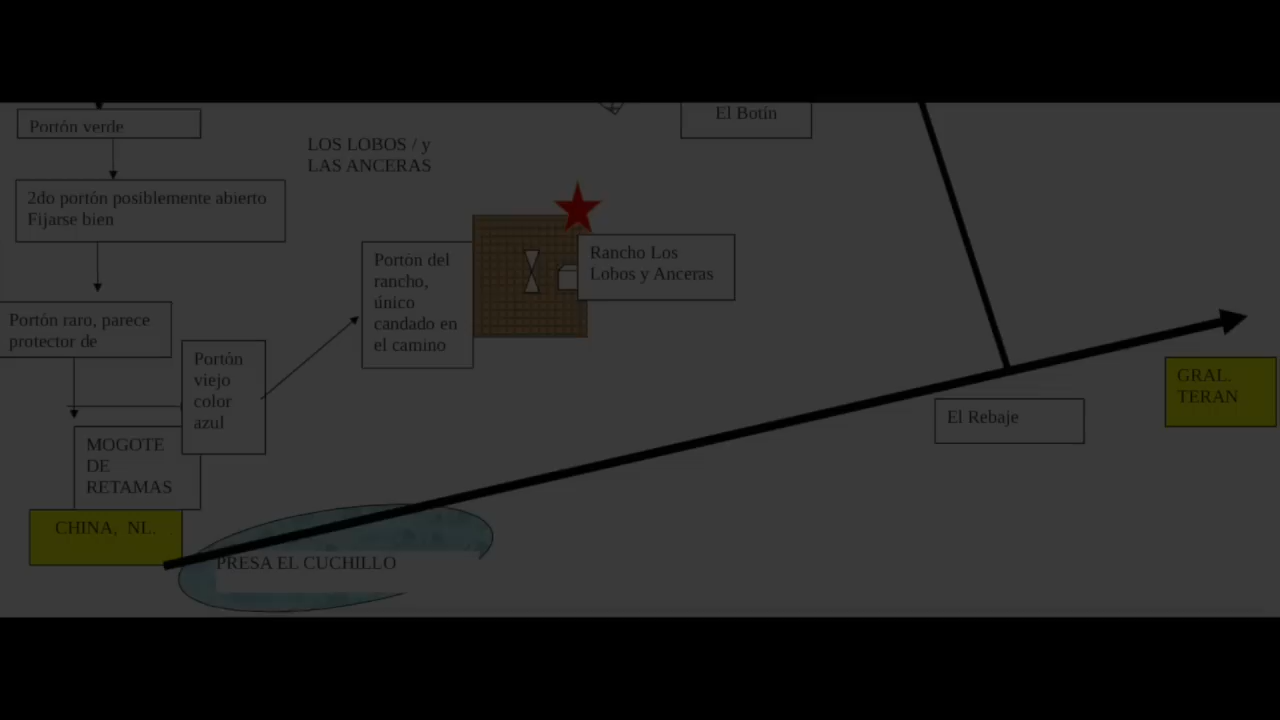 El Botín
Portón verde
LOS LOBOS / y
LAS ANCERAS
2do portón posiblemente abierto
Fijarse bien
Portón del
rancho,
único
candado en
el camino
Rancho Los
Lobos y Anceras
Portón raro, parece
protector de
Portón
viejo
color
azul
GRAL.
TERAN
El Rebaje
MOGOTE
DE
RETAMAS
CHINA, NL.
PRESA EL CUCHILLO